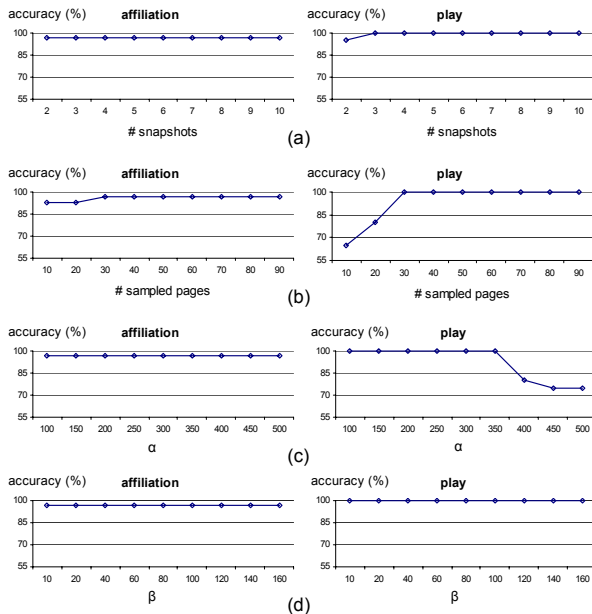 accuracy (%) affiliation
100
85
70
55
2 3 4 5 6 7 8 9 10
# snapshots
accuracy (%) play
100
85
70
55
2 3 4 5 6 7 8 9 10
# snapshots
(a)
accuracy (%) affiliation
100
85
70
55
10 20 30 40 50 60 70 80 90
# sampled pages
accuracy (%) play
100
85
70
55
10 20 30 40 50 60 70 80 90
# sampled pages
(b)
accuracy (%) affiliation
100
85
70
55
100 150 200 250 300 350 400 450 500
α
accuracy (%) play
100
85
70
55
100 150 200 250 300 350 400 450 500
α
(c)
accuracy (%) affiliation
100
85
70
55
10 20 40 60 80 100 120 140 160
β
accuracy (%) play
100
85
70
55
10 20 40 60 80 100 120 140 160
β
(d)